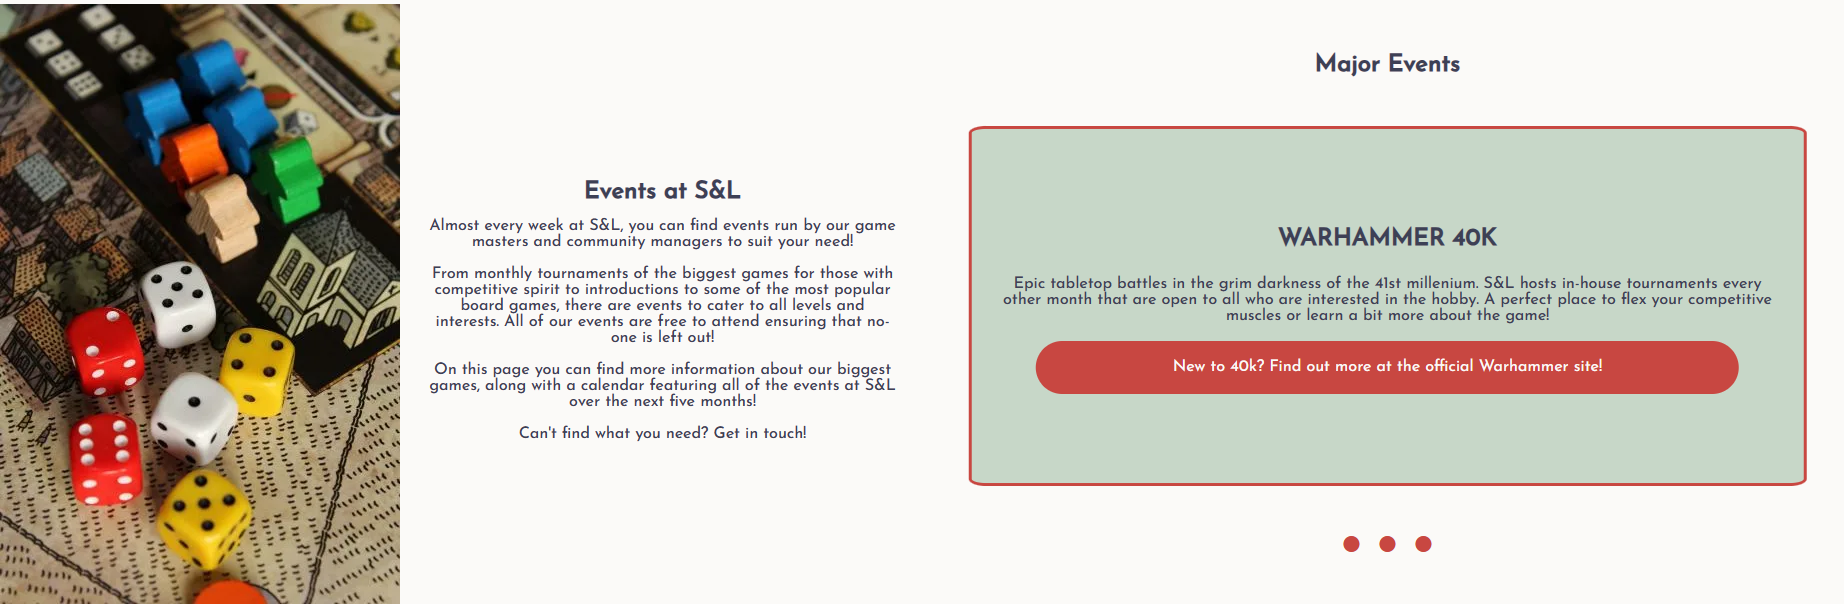 Events at S&L
Almost every week at S&L, you can find events run by our game
masters and community managers to suit your need!
From monthly tournaments of the biggest games for those with
competitive spirit to introductions to some of the most popular
board games, there are events to cater to all levels and
interests. All of our events are free to attend ensuring that no-
one is left out!
On this page you can find more information about our biggest
games, along with a calendar featuring all of the events at S&L
over the next five months!
Can't find what you need? Get in touch!
Major Events
WARHAMMER 40K
Epic tabletop battles in the grim darkness of the 41st millenium. S&L hosts in-house tournaments every
other month that are open to all who are interested in the hobby. A perfect place to flex your competitive
muscles or learn a bit more about the game!
New to 40k? Find out more at the official Warhammer site!